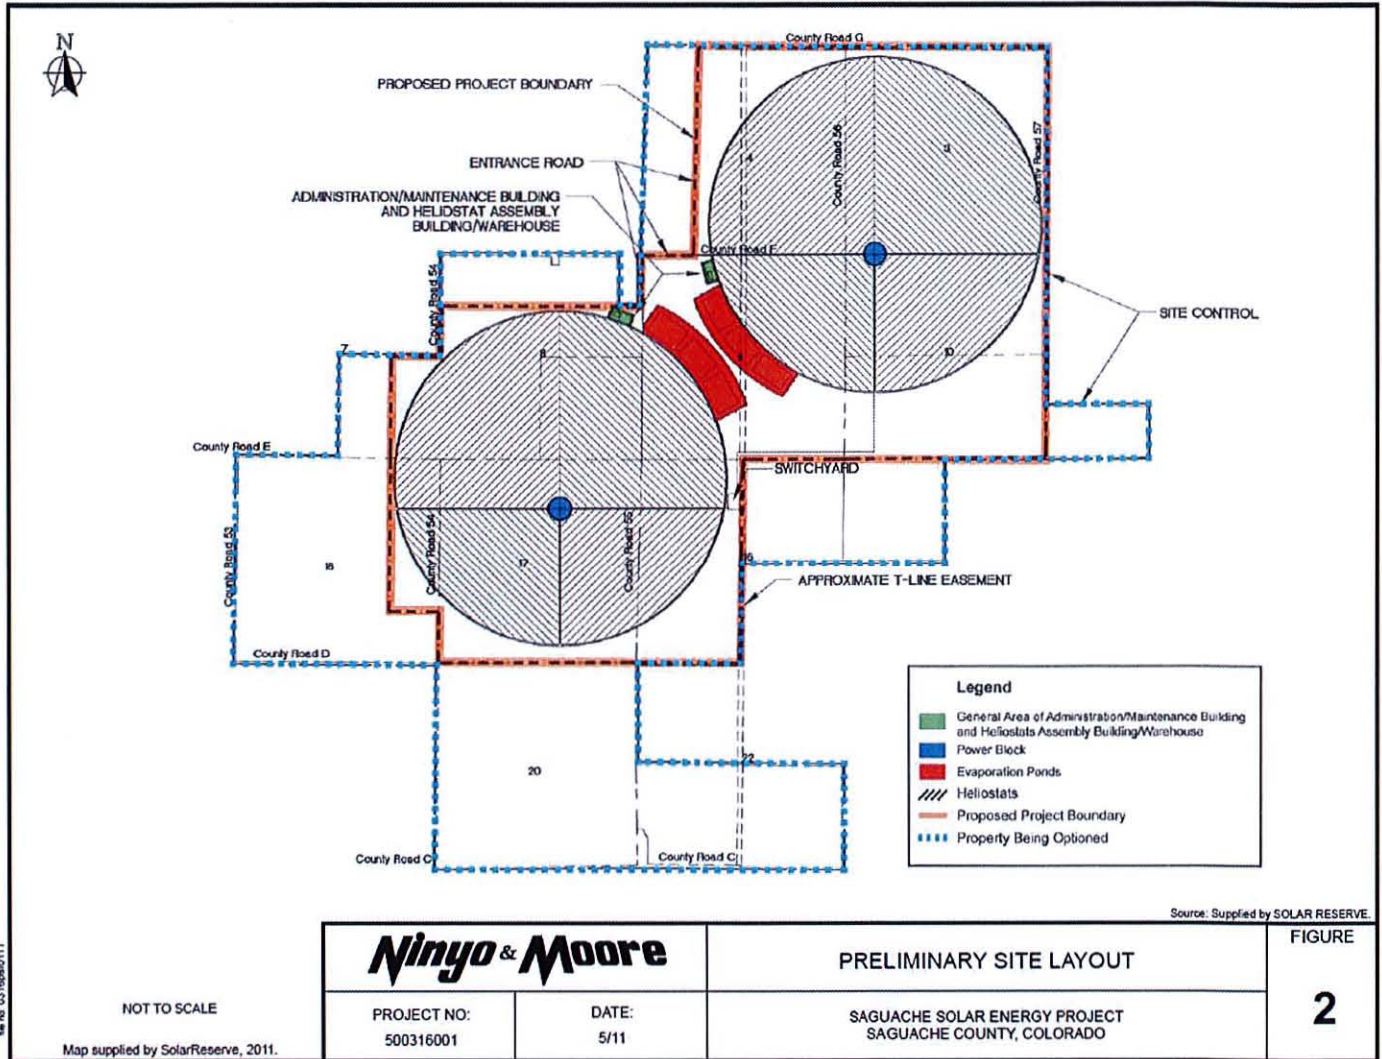 N
County Road G
PROPOSED PROJECT BOUNDARY
County Road 56
County Road 57
4
ENTRANCE ROAD
ADMINISTRATION/MAINTENANCE BUILDING
AND HELIOSTAT ASSEMBLY
BUILDING/WAREHOUSE
County Road F
County Road 54
SITE CONTROL
7
8
10
County Road E
SWITCHYARD
County Road 53
18
County Road 54
17
County Road 55
16
APPROXIMATE T-LINE EASEMENT
County Road D
20
22
County Road C
County Road C
Legend
General Area of Administration/Maintenance Building
and Heliostats Assembly Building/Warehouse
Power Block
Evaporation Ponds
Heliostats
Proposed Project Boundary
Property Being Optioned
Source: Supplied by SOLAR RESERVE.
NOT TO SCALE
Map supplied by SolarReserve, 2011.
Ninyo & Moore
PRELIMINARY SITE LAYOUT
FIGURE
2
PROJECT NO:
500316001
DATE:
5/11
SAGUACHE SOLAR ENERGY PROJECT
SAGUACHE COUNTY, COLORADO